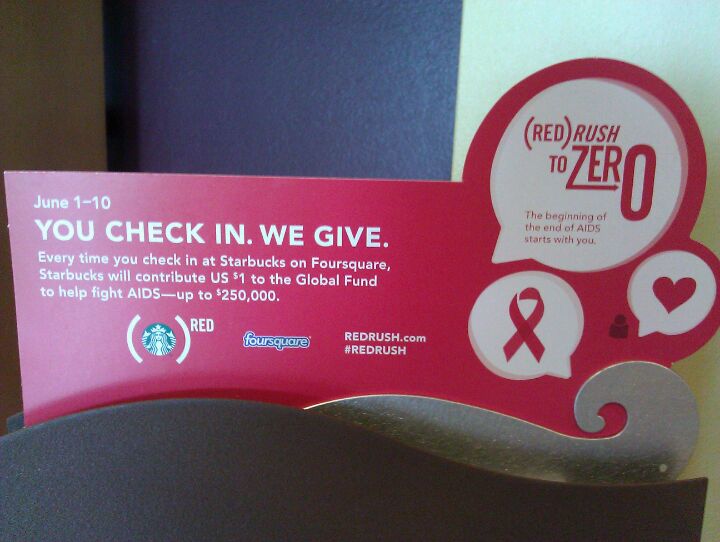 (RED)RUSH
TO ZERO
The beginning of
the end of AIDS
starts with you.
June 1–10
YOU CHECK IN. WE GIVE.
Every time you check in at Starbucks on Foursquare,
Starbucks will contribute US $1 to the Global Fund
to help fight AIDS—up to $250,000.
( )RED
foursquare
REDRUSH.com
#REDRUSH